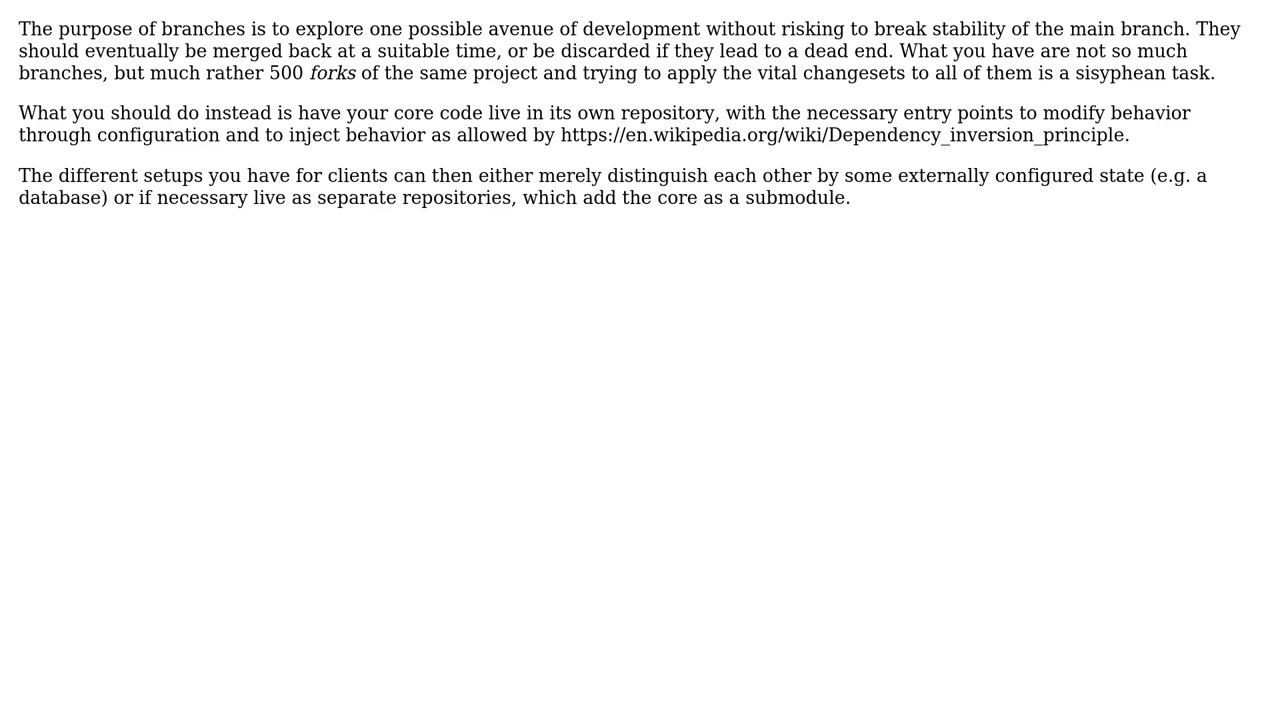 The purpose of branches is to explore one possible avenue of development without risking to break stability of the main branch. They
should eventually be merged back at a suitable time, or be discarded if they lead to a dead end. What you have are not so much
branches, but much rather 500 forks of the same project and trying to apply the vital changesets to all of them is a sisyphean task.
What you should do instead is have your core code live in its own repository, with the necessary entry points to modify behavior
through configuration and to inject behavior as allowed by https://en.wikipedia.org/wiki/Dependency_inversion_principle.
The different setups you have for clients can then either merely distinguish each other by some externally configured state (e.g. a
database) or if necessary live as separate repositories, which add the core as a submodule.